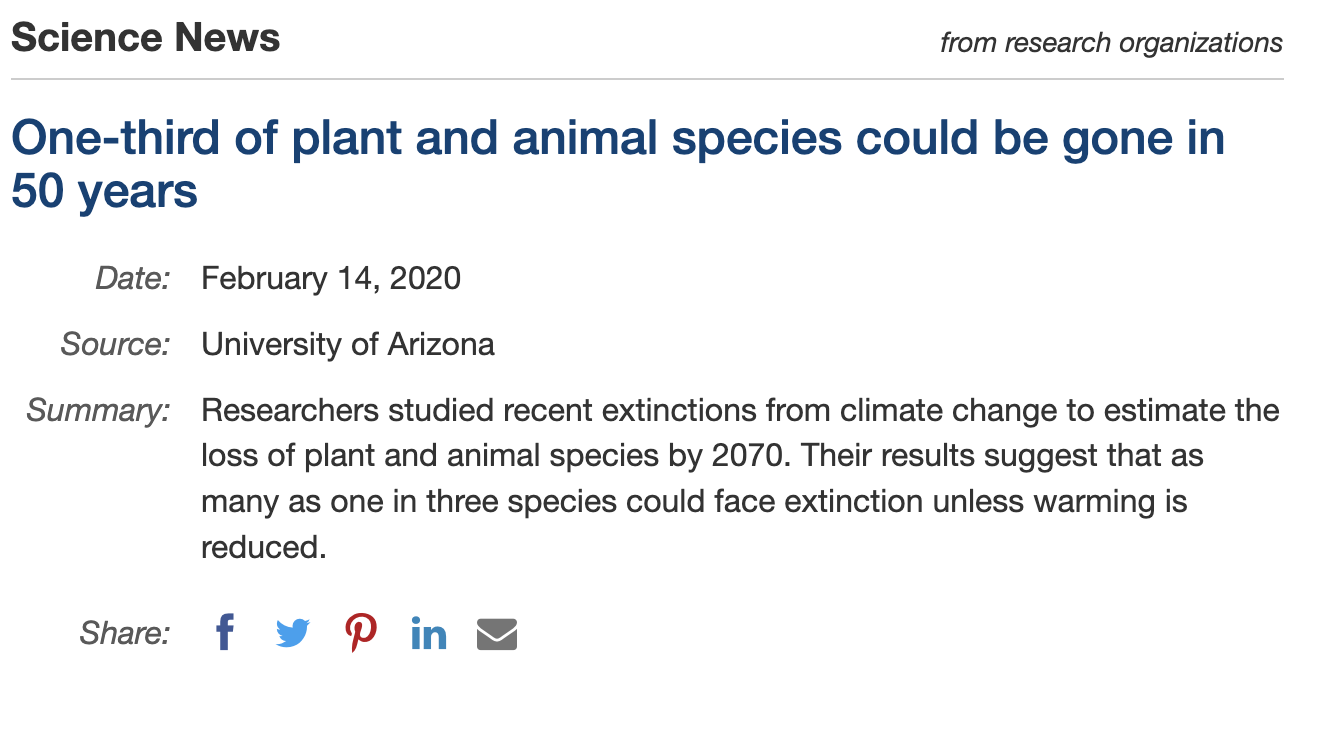 Science News
from research organizations
One-third of plant and animal species could be gone in
50 years
Date: February 14, 2020
Source: University of Arizona
Summary: Researchers studied recent extinctions from climate change to estimate the
loss of plant and animal species by 2070. Their results suggest that as
many as one in three species could face extinction unless warming is
reduced.
Share: